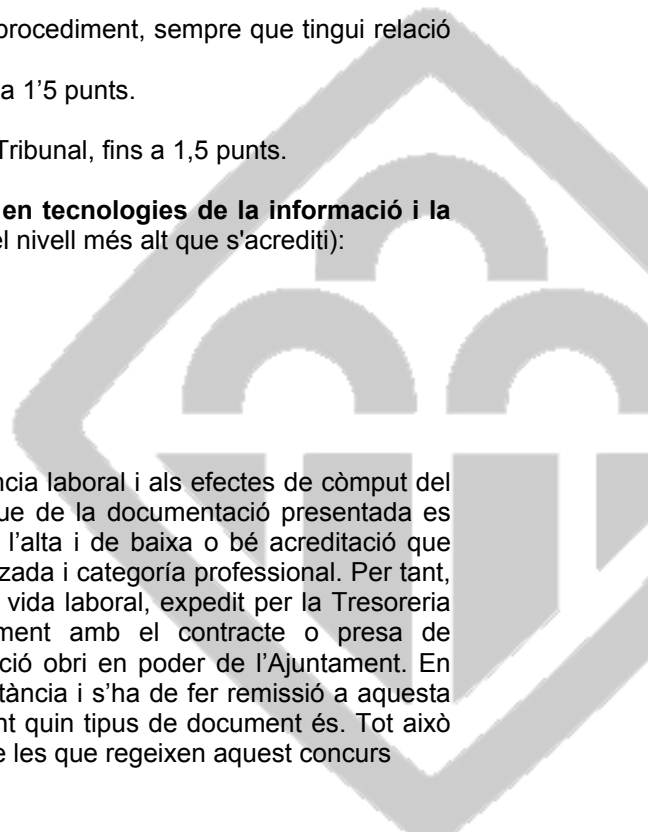 procediment, sempre que tingui relació
a 1'5 punts.
Tribunal, fins a 1,5 punts.
en tecnologies de la informació i la
el nivell més alt que s'acrediti):
ncia laboral i als efectes de còmput del
ue de la documentació presentada es
l'alta i de baixa o bé acreditació que
zada i categoría professional. Per tant,
vida laboral, expedit per la Tresoreria
ment amb el contracte o presa de
ció obri en poder de l'Ajuntament. En
tància i s'ha de fer remissió a aquesta
nt quin tipus de document és. Tot això
e les que regeixen aquest concurs